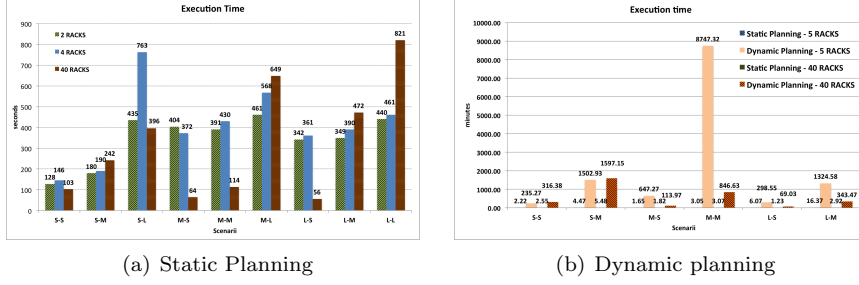 Execution Time
900
800
700
600
500
400
300
200
100
0
seconds
2 RACKS
4 RACKS
40 RACKS
128 146 103
180 190 242
435 763 396
404 372 64
391 430 114
461 568 649
342 361 56
349 390 472
440 461 821
S-S S-M S-L M-S M-M M-L L-S L-M L-L
Scenarii
(a) Static Planning
Execution time
10000.00
9000.00
8000.00
7000.00
6000.00
5000.00
4000.00
3000.00
2000.00
1000.00
0.00
minutes
Static Planning - 5 RACKS
Dynamic Planning - 5 RACKS
Static Planning - 40 RACKS
Dynamic Planning - 40 RACKS
2.22 235.27 2.55 316.38
4.47 1502.93 5.48 1597.15
1.65 647.27 1.82 113.97
3.05 8747.32 3.07 846.63
6.07 298.55 1.23 69.03
16.37 1324.58 2.92 343.47
S-S S-M M-S M-M L-S L-M
Scenarii
(b) Dynamic planning